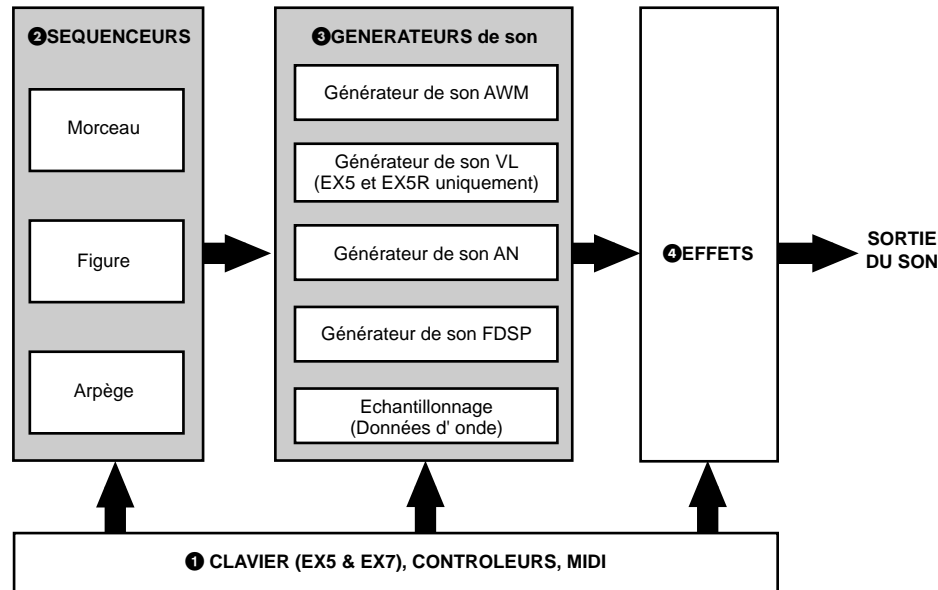 ❷SEQUENCEURS
Morceau
Figure
Arpège
❸GENERATEURS de son
Générateur de son AWM
Générateur de son VL
(EX5 et EX5R uniquement)
Générateur de son AN
Générateur de son FDSP
Echantillonnage
(Données d' onde)
❹EFFETS
SORTIE
DU SON
❶ CLAVIER (EX5 & EX7), CONTROLEURS, MIDI